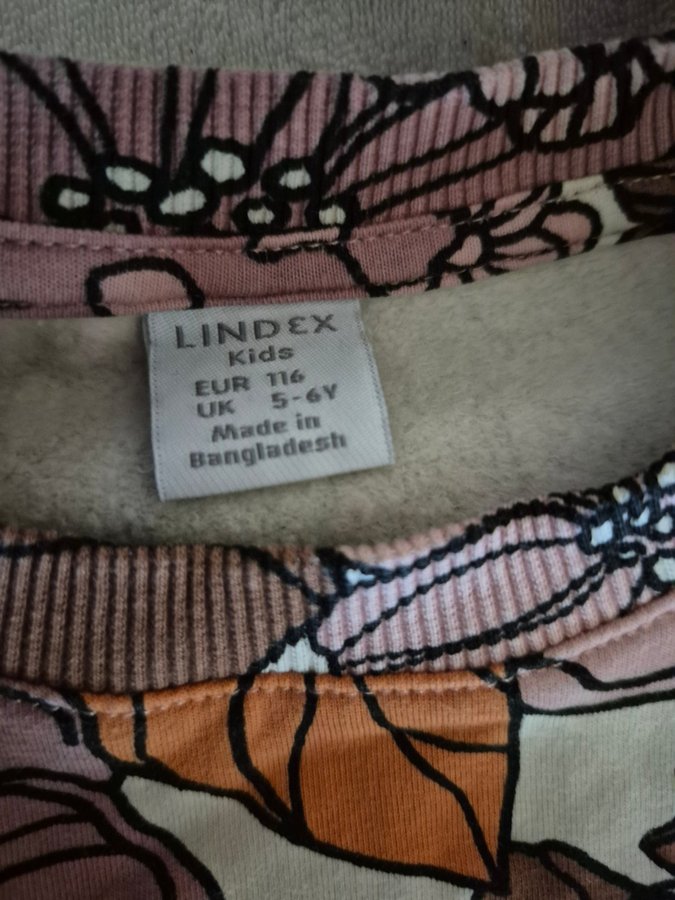 LINDEX
Kids
EUR 116
UK 5-6Y
Made in
Bangladesh